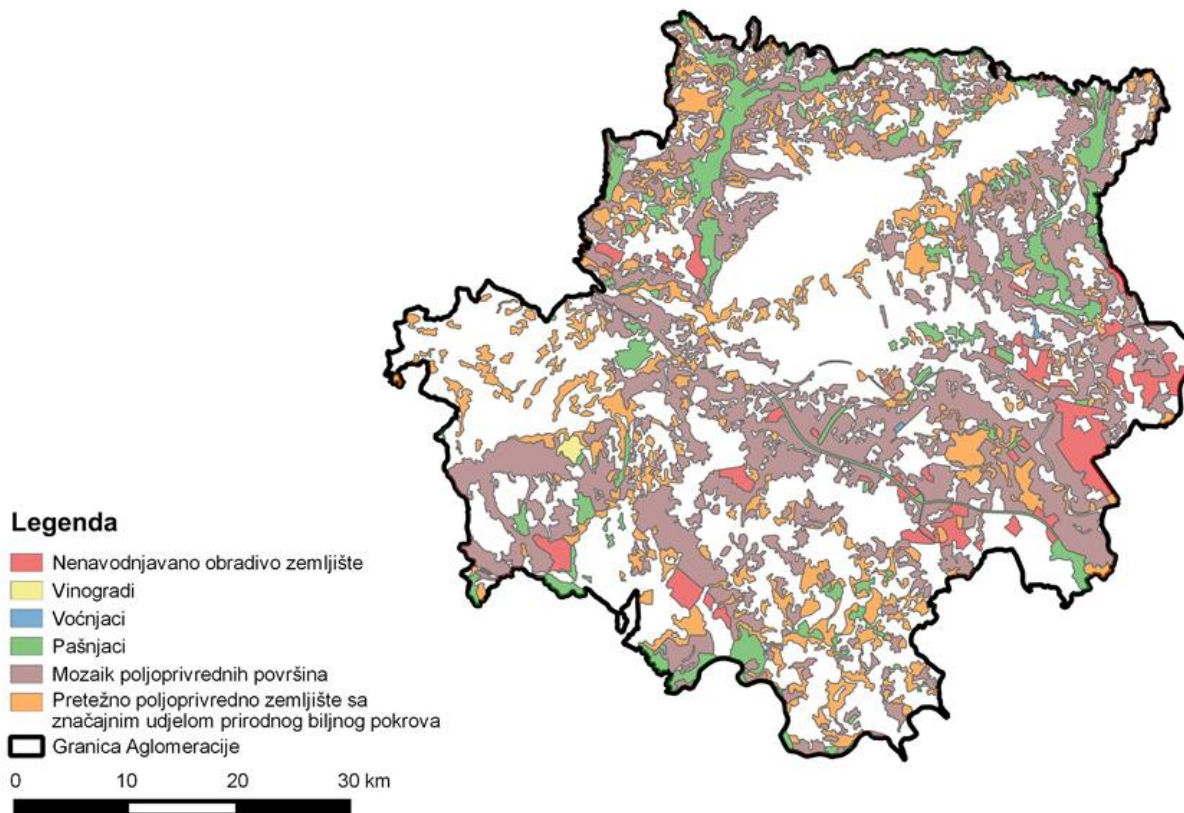 Legenda
Nenavodnjavano obradivo zemljište
Vinogradi
Voćnjaci
Pašnjaci
Mozaik poljoprivrednih površina
Pretežno poljoprivredno zemljište sa
značajnim udjelom prirodnog biljnog pokrova
Granica Aglomeracije
0 10 20 30 km